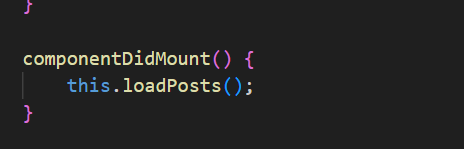 }
componentDidMount() {
    this.loadPosts();
}